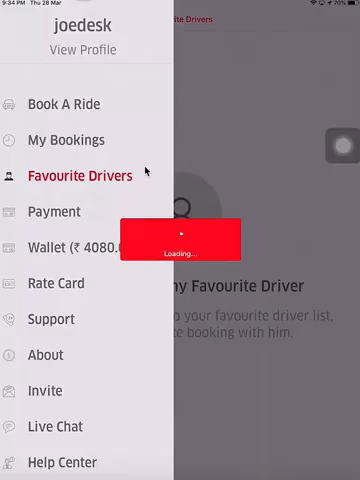 9:34 PM Thu 28 Mar
70%
joedesk
Drivers
View Profile
Book A Ride
My Bookings
Favourite Drivers
Payment
Wallet (₹ 4080.
Loading...
Rate Card
my Favourite Driver
o your favourite driver list,
te booking with him.
Support
About
Invite
Live Chat
Help Center